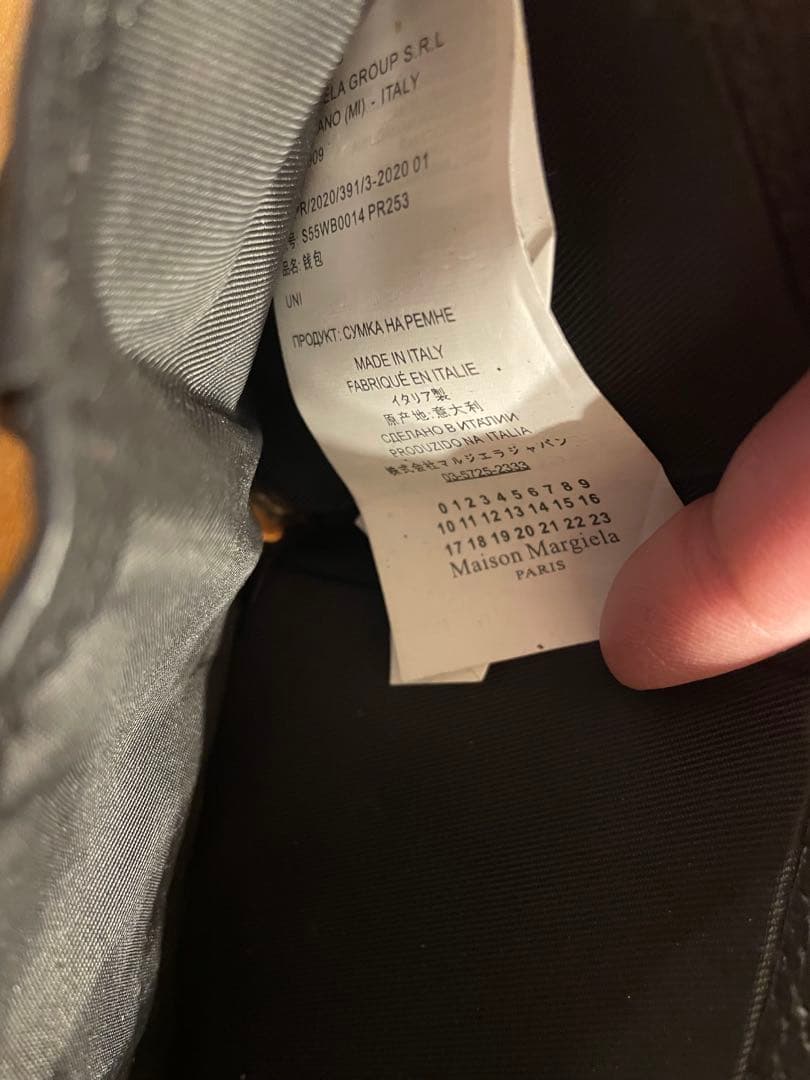 ELA GROUP S.R.L
ANO (MI) - ITALY
909
PR/2020/391/3-2020 01
号: S55WB0014 PR253
品名: 钱包
UNI
ПРОДУКТ: СУМКА НА РЕМНЕ
MADE IN ITALY
FABRIQUÉ EN ITALIE
イタリア製
原产地:意大利
СДЕЛАНО В ИТАЛИИ
PRODUZIDO NA ITALIA
株式会社マルジェラジャパン
03-5725-2333
0 1 2 3 4 5 6 7 8 9
10 11 12 13 14 15 16
17 18 19 20 21 22 23
Maison Margiela
PARIS